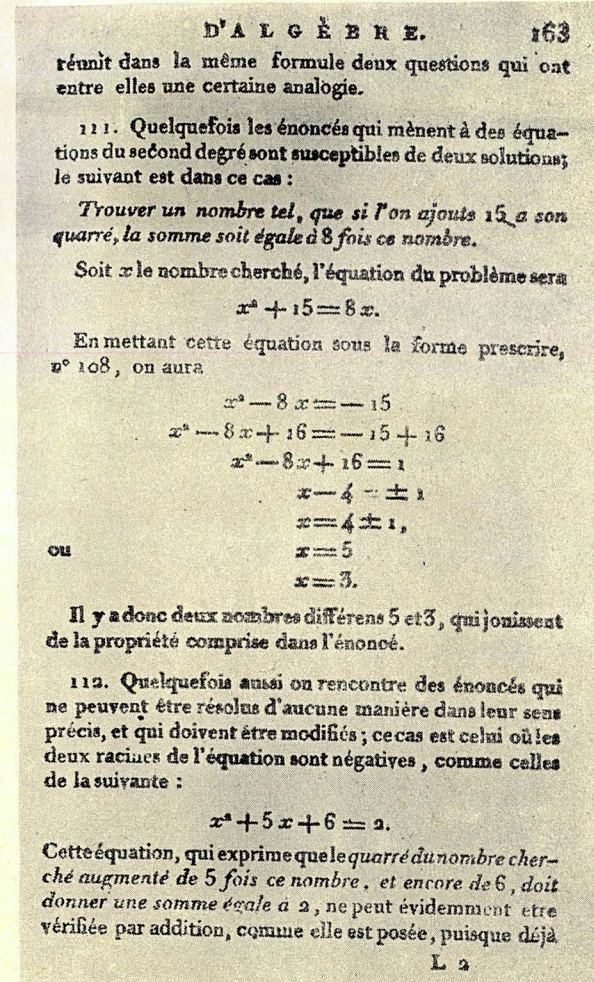 D'ALGÈBRE. 163
réunit dans la même formule deux questions qui ont
entre elles une certaine analogie.
111. Quelquefois les énoncés qui mènent à des équa-
tions du second degré sont susceptibles de deux solutions;
le suivant est dans ce cas :
Trouver un nombre tel, que si l'on ajouts 15 a son
quarré, la somme soit égale à 8 fois ce nombre.
Soit x le nombre cherché, l'équation du problème sera
x² + 15 = 8x.
En mettant cette équation sous la forme prescrire,
n° 108, on aura
x² — 8x = — 15
x² — 8x + 16 = — 15 + 16
x² — 8x + 16 = 1
x — 4 = ± 1
x = 4 ± 1,
ou x = 5
x = 3.
Il y a donc deux nombres différens 5 et 3, qui jouissent
de la propriété comprise dans l'énoncé.
112. Quelquefois aussi on rencontre des énoncés qui
ne peuvent être résolus d'aucune manière dans leur sens
précis, et qui doivent être modifiés ; ce cas est celui où les
deux racines de l'équation sont négatives, comme celles
de la suivante :
x² + 5x + 6 = 2.
Cette équation, qui exprime que le quarré du nombre cher-
ché augmenté de 5 fois ce nombre, et encore de 6, doit
donner une somme égale à 2, ne peut évidemment etre
vérifiée par addition, comme elle est posée, puisque déjà
L 2